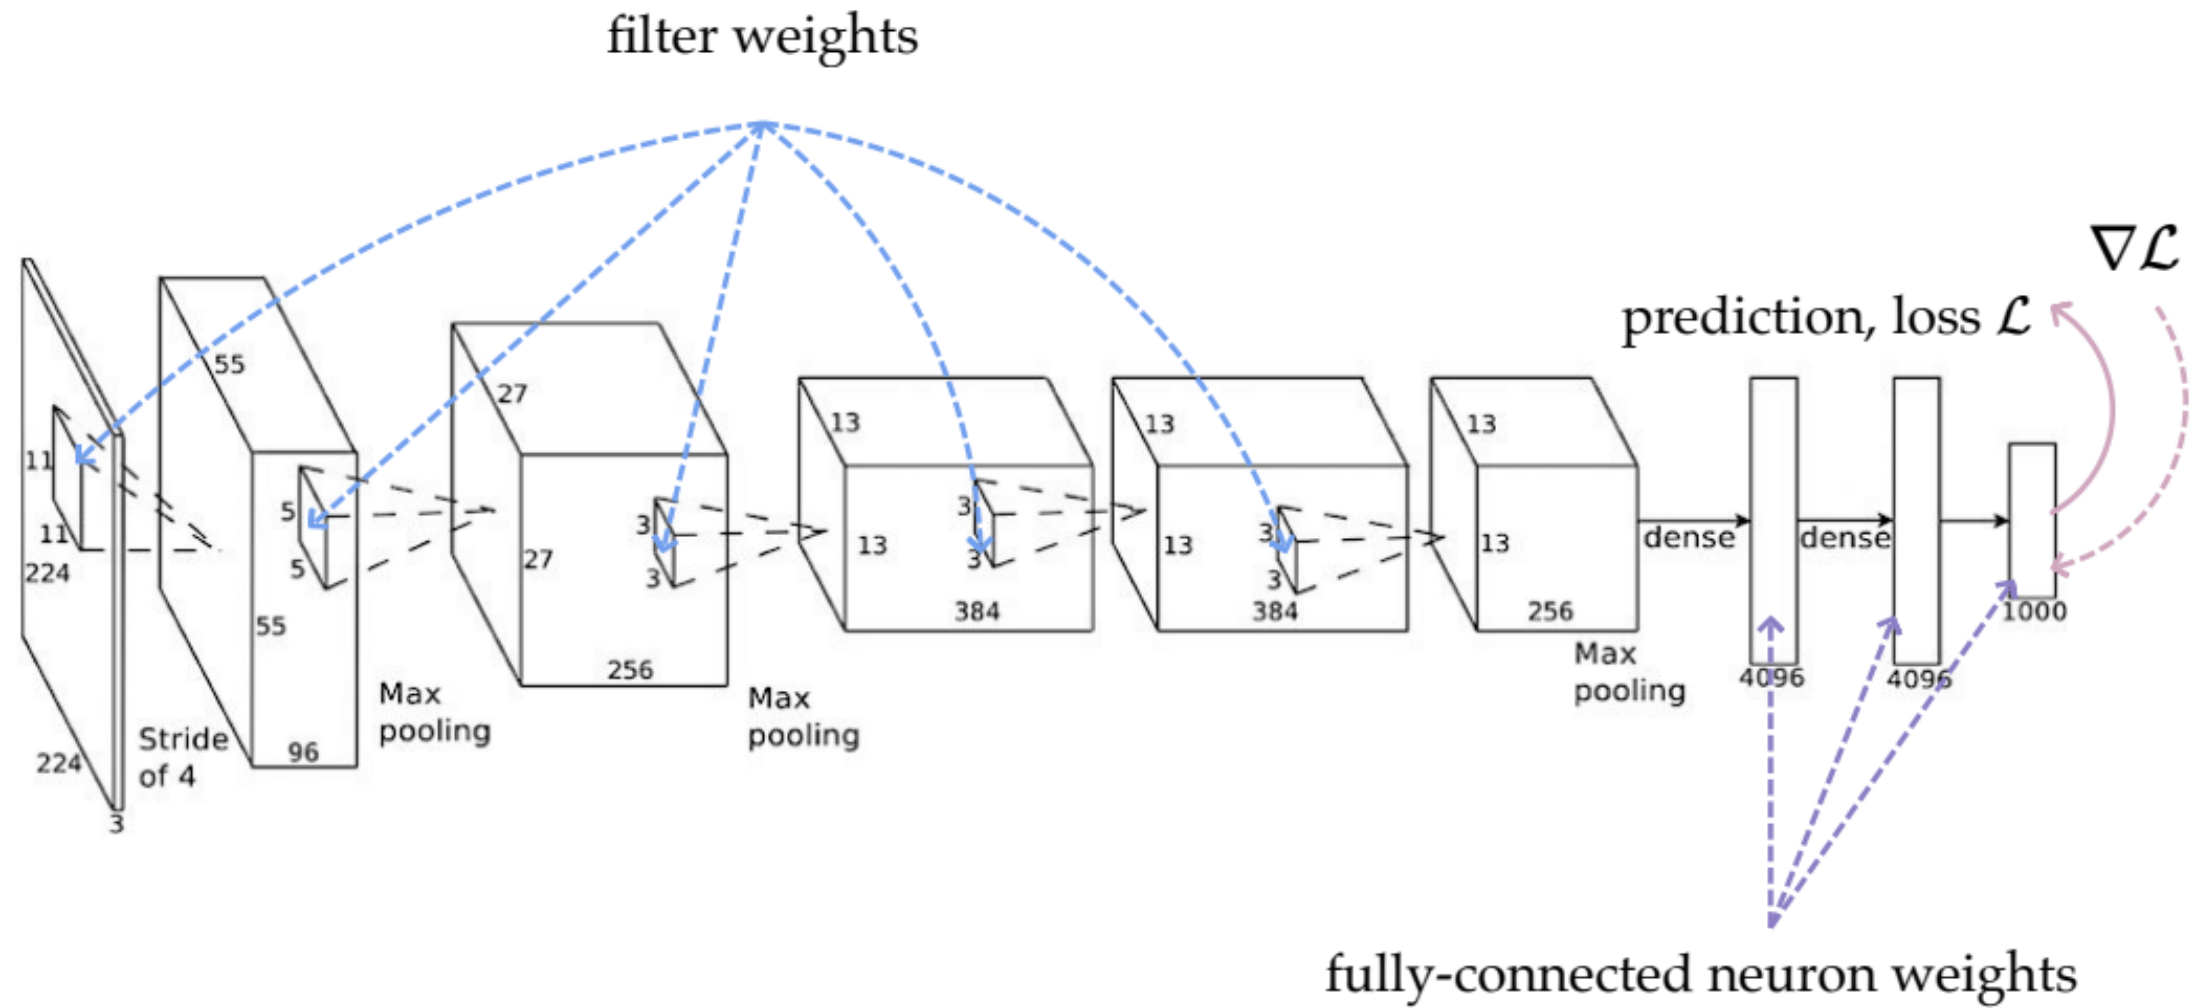 filter weights
∇ℒ
prediction, loss ℒ
11
11
224
224
3
Stride
of 4
55
55
5
5
96
Max
pooling
27
27
3
3
256
Max
pooling
13
13
3
3
384
13
13
3
3
384
13
13
256
Max
pooling
dense
4096
dense
4096
1000
fully-connected neuron weights